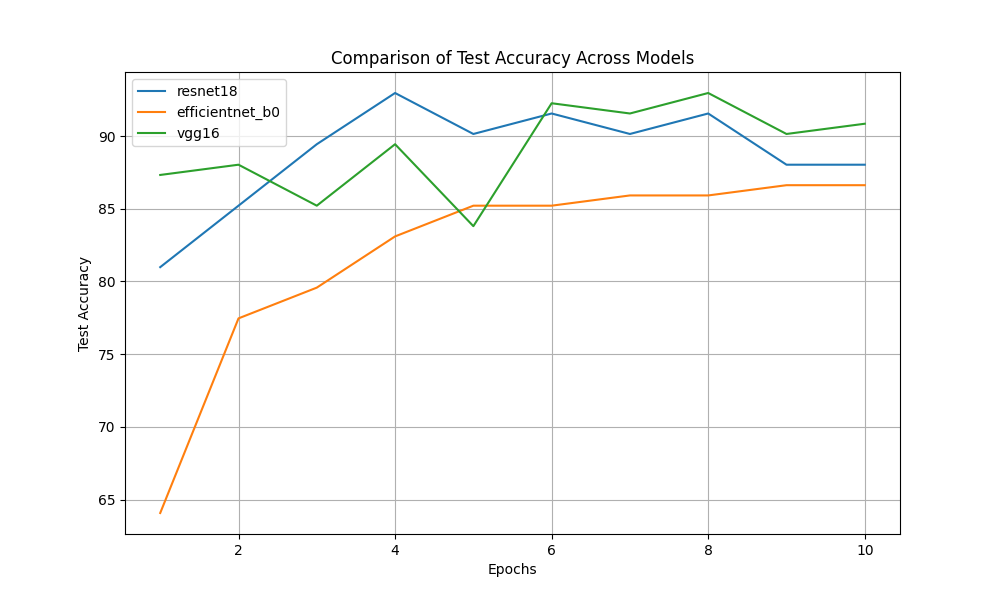 Comparison of Test Accuracy Across Models
resnet18
efficientnet_b0
vgg16
Test Accuracy
90
85
80
75
70
65
2 4 6 8 10
Epochs